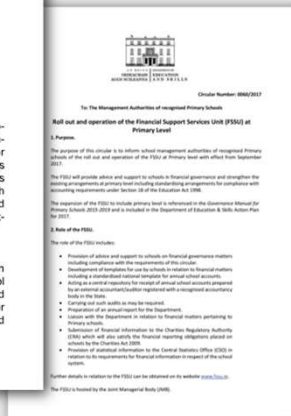 AN ROINN OIDEACHAIS AGUS SCILEANNA
DEPARTMENT OF EDUCATION AND SKILLS
Circular Number: 0060/2017
To: The Management Authorities of recognised Primary Schools
Roll out and operation of the Financial Support Services Unit (FSSU) at
Primary Level
1. Purpose.
The purpose of this circular is to inform school management authorities of recognised Primary
schools of the roll out and operation of the FSSU at Primary level with effect from September
2017.
The FSSU will provide advice and support to schools in financial governance and strengthen the
existing arrangements at primary level including standardising arrangements for compliance with
accounting requirements under Section 18 of the Education Act 1998.
The expansion of the FSSU to include primary level is referenced in the Governance Manual for
Primary Schools 2015-2019 and is included in the Department of Education & Skills Action Plan
for 2017.
2. Role of the FSSU.
The role of the FSSU includes:
• Provision of advice and support to schools on financial governance matters
including compliance with the requirements of this circular.
• Development of templates for use by schools in relation to financial matters
including a standardised national template for annual school accounts.
• Acting as a central repository for receipt of annual school accounts prepared
by an external accountant/auditor registered with a recognised accountancy
body in the State.
• Carrying out such audits as may be required.
• Preparation of an annual report for the Department.
• Liaison with the Department in relation to financial matters pertaining to
Primary schools.
• Submission of financial information to the Charities Regulatory Authority
(CRA) which will also satisfy the financial reporting obligations placed on
schools by the Charities Act 2009.
• Provision of statistical information to the Central Statistics Office (CSO) in
relation to its requirements for financial information in respect of the school
system.
Further details in relation to the FSSU can be obtained on its website www.fssu.ie.
The FSSU is hosted by the Joint Managerial Body (JMB).